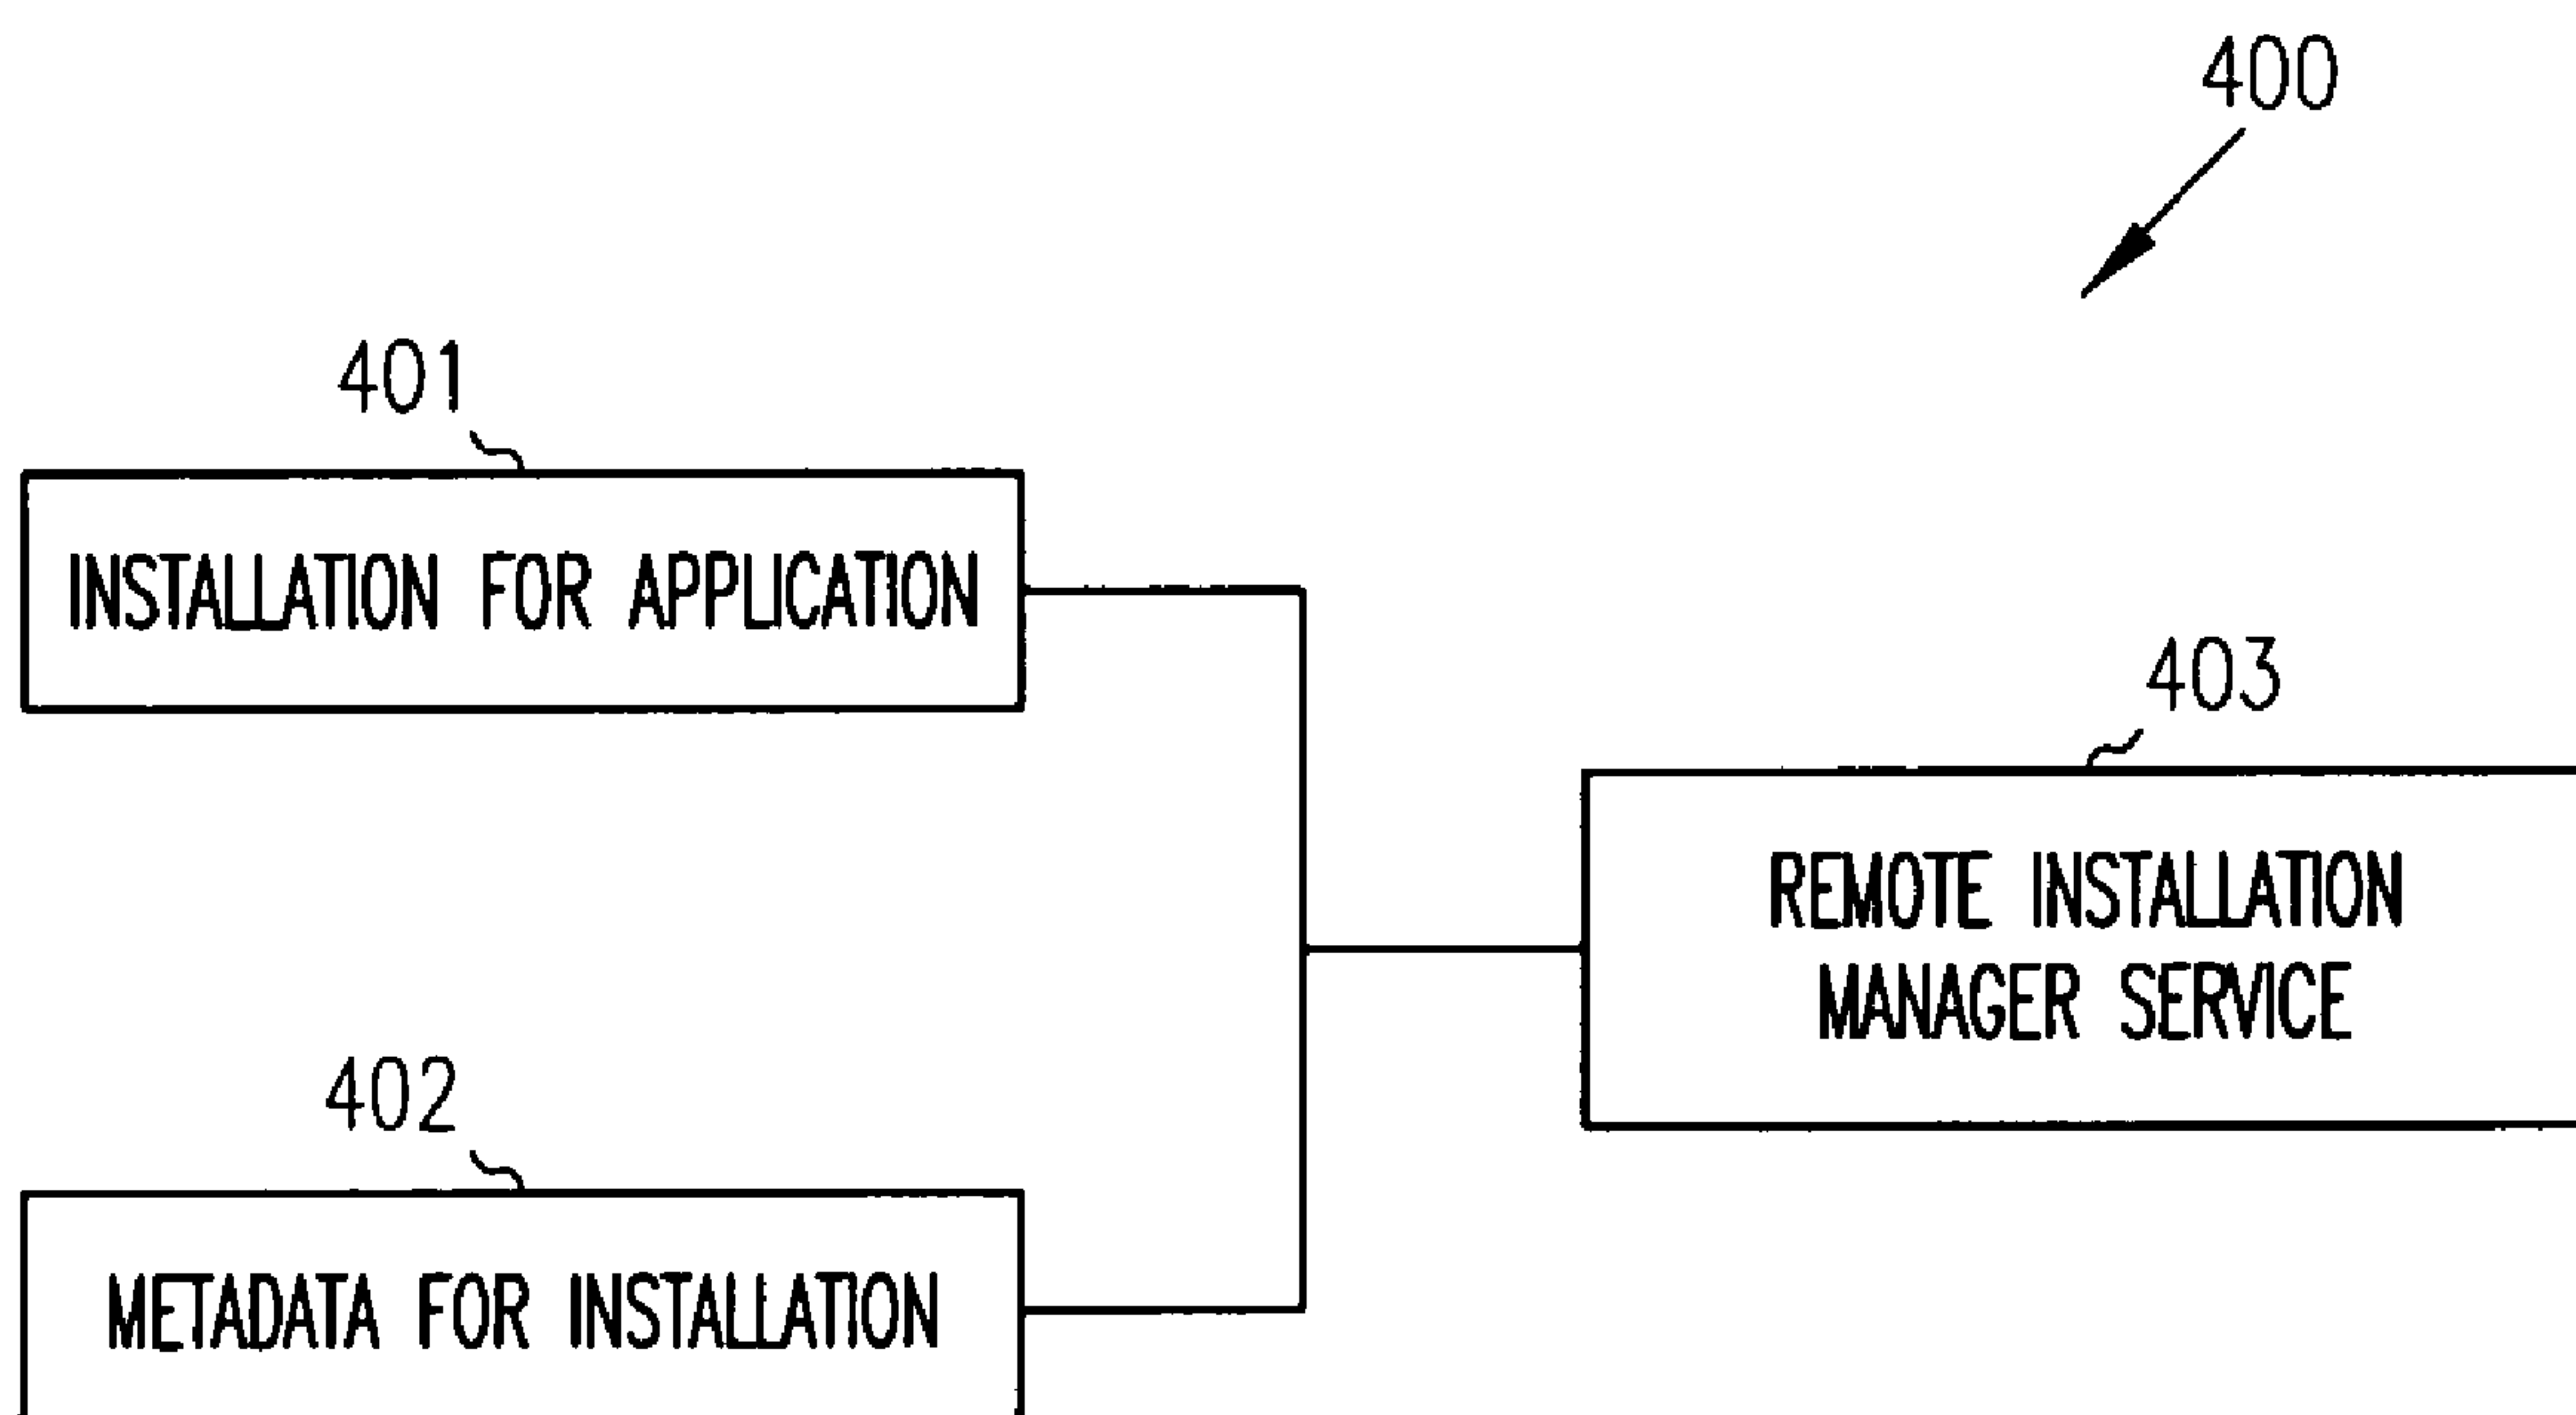 400
401
INSTALLATION FOR APPLICATION
403
REMOTE INSTALLATION
MANAGER SERVICE
402
METADATA FOR INSTALLATION